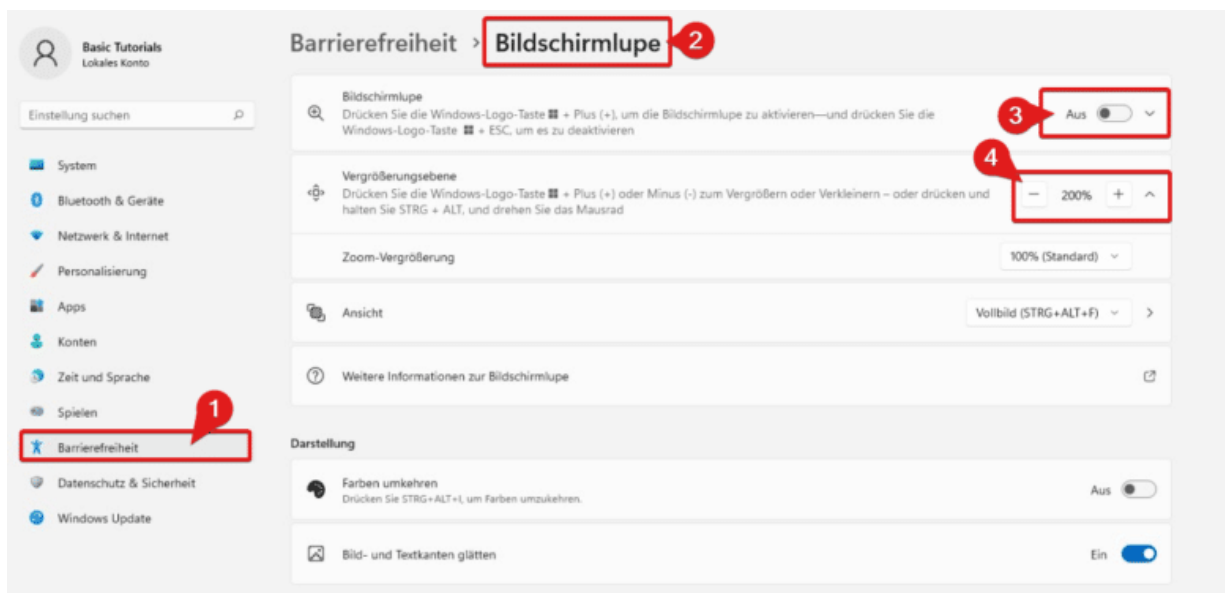 Basic Tutorials
Lokales Konto
Einstellung suchen
System
Bluetooth & Geräte
Netzwerk & Internet
Personalisierung
Apps
Konten
Zeit und Sprache
Spielen
1
Barrierefreiheit
Datenschutz & Sicherheit
Windows Update
Barrierefreiheit > Bildschirmlupe 2
Bildschirmlupe
Drücken Sie die Windows-Logo-Taste + Plus (+), um die Bildschirmlupe zu aktivieren—und drücken Sie die
Windows-Logo-Taste + ESC, um es zu deaktivieren
3 Aus
4
Vergrößerungsebene
Drücken Sie die Windows-Logo-Taste + Plus (+) oder Minus (-) zum Vergrößern oder Verkleinern – oder drücken und
halten Sie STRG + ALT, und drehen Sie das Mausrad
− 200% +
Zoom-Vergrößerung 100% (Standard)
Ansicht Vollbild (STRG+ALT+F)
Weitere Informationen zur Bildschirmlupe
Darstellung
Farben umkehren
Drücken Sie STRG+ALT+I, um Farben umzukehren.
Aus
Bild- und Textkanten glätten Ein